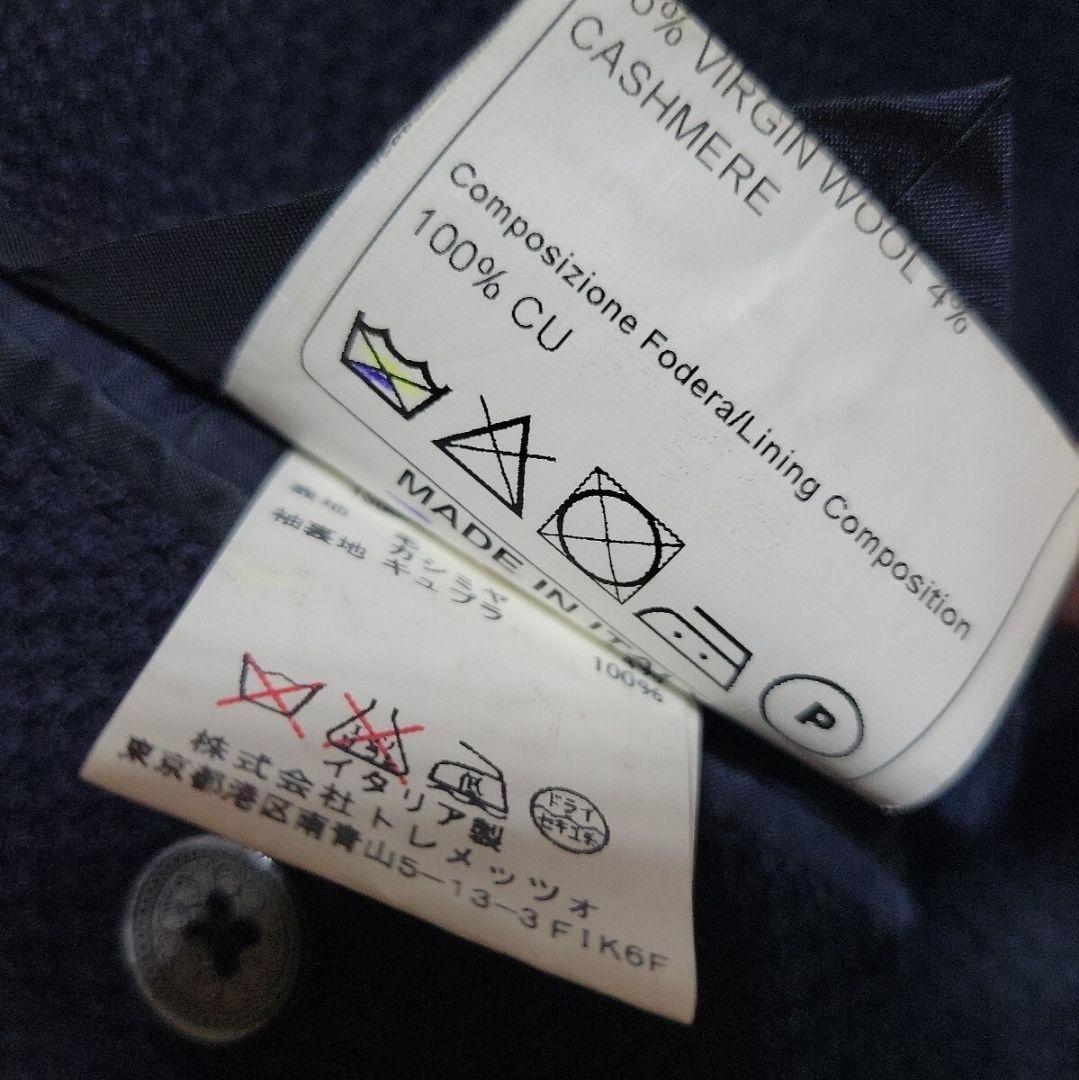 % VIRGIN WOOL 4%
CASHMERE
Composizione Fodera/Lining Composition
100% CU
P
MADE IN ITALY
表地 毛
カシミヤ
袖裏地 キュプラ 100%
ドライ
セキユ系
イタリア製
株式会社トレメッツォ
東京都港区南青山5-13-3 F1K6F